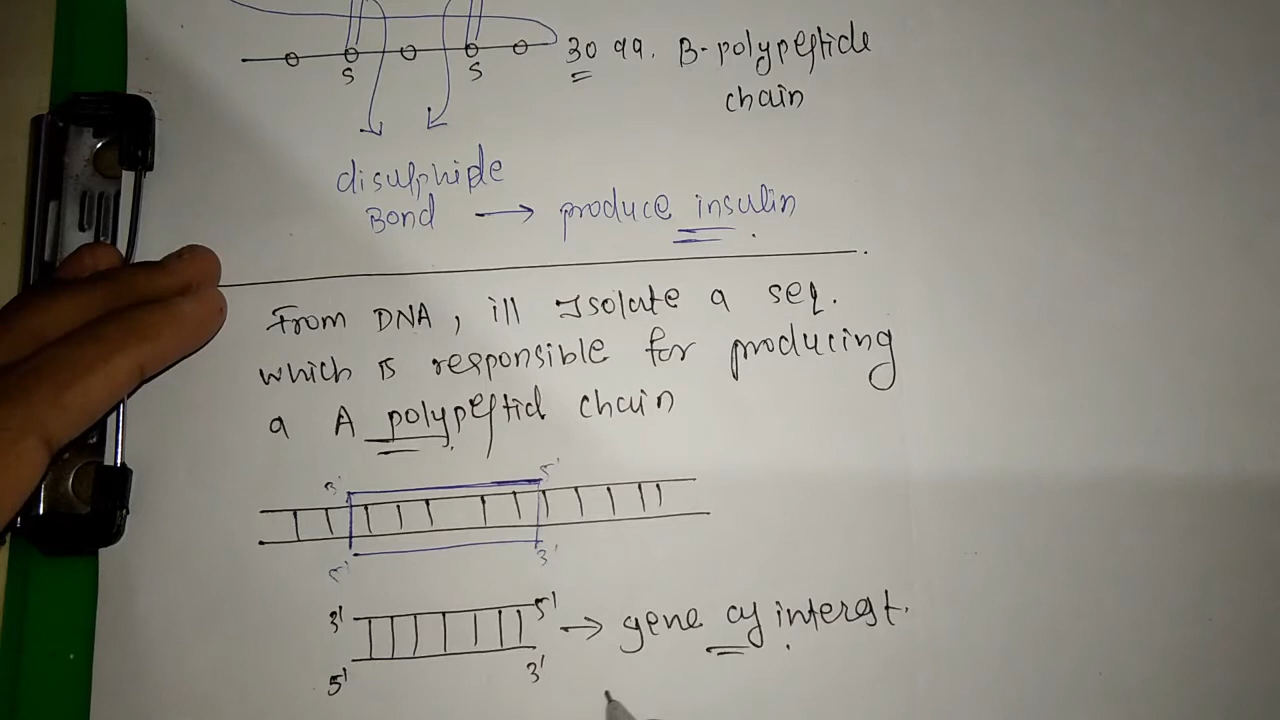 S S 30 aa. B-polypeptide
chain
disulphide
Bond → produce insulin.
From DNA, ill Isolate a seq.
which is responsible for producing
a A polypeptid chain
3' 5'
5' 3'
3' 5' → gene of interest.
5' 3'